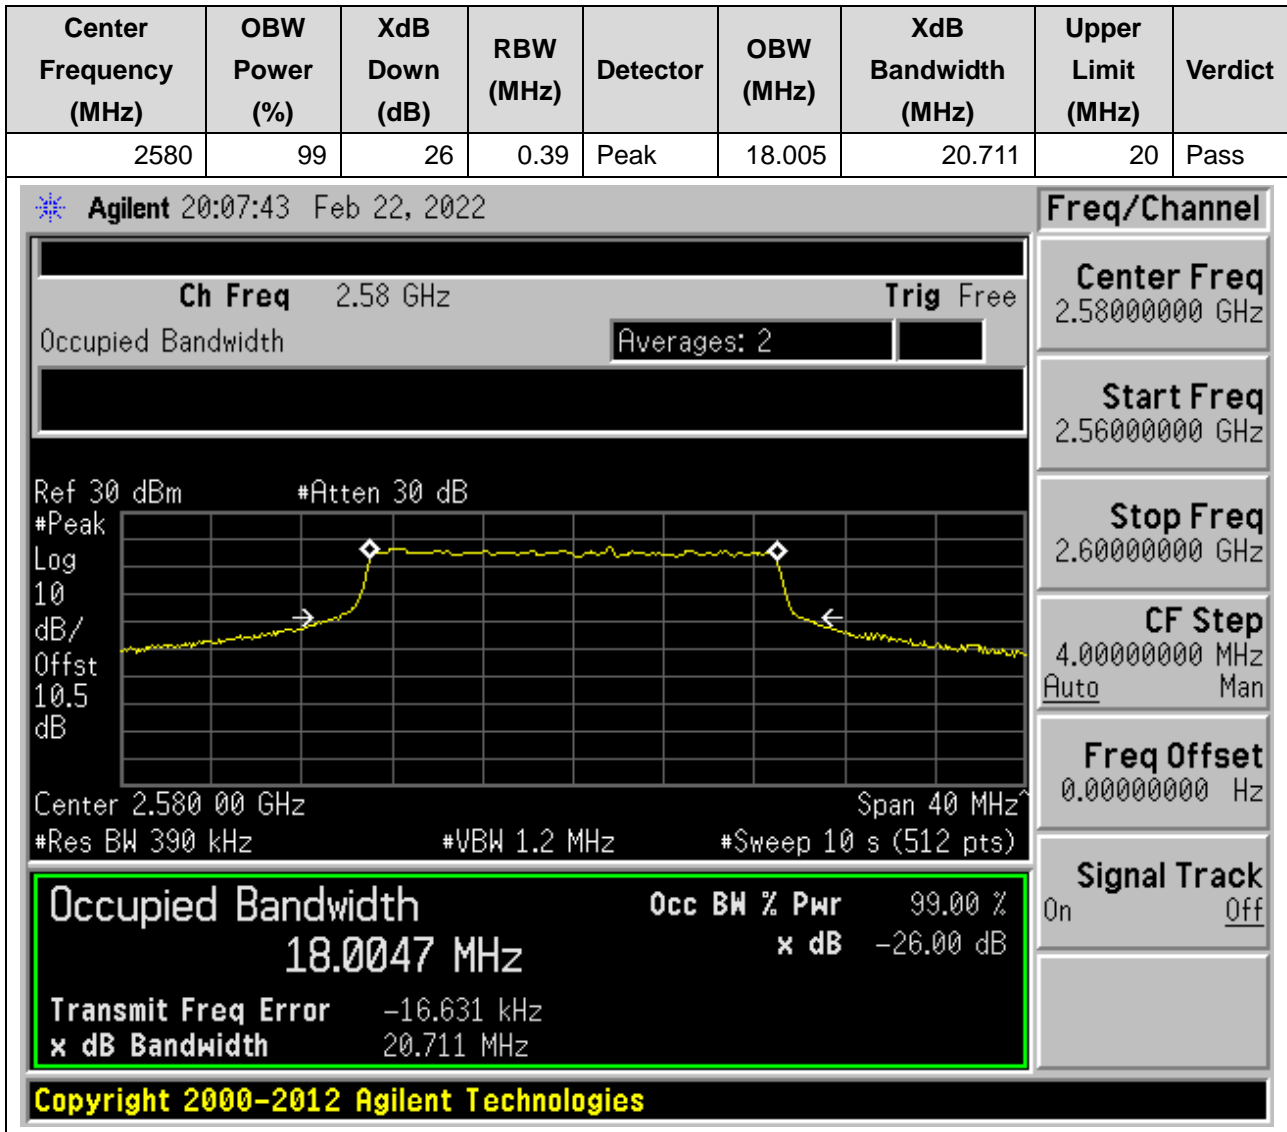 Center Frequency (MHz) OBW Power (%) XdB Down (dB) RBW (MHz) Detector OBW (MHz) XdB Bandwidth (MHz) Upper Limit (MHz) Verdict
2580 99 26 0.39 Peak 18.005 20.711 20 Pass
Agilent 20:07:43 Feb 22, 2022
Ch Freq 2.58 GHz Trig Free
Occupied Bandwidth Averages: 2
Ref 30 dBm #Atten 30 dB
#Peak
Log
10
dB/
Offst
10.5
dB
Center 2.580 00 GHz Span 40 MHz^
#Res BW 390 kHz #VBW 1.2 MHz #Sweep 10 s (512 pts)
Occupied Bandwidth Occ BW % Pwr 99.00 %
18.0047 MHz x dB -26.00 dB
Transmit Freq Error -16.631 kHz
x dB Bandwidth 20.711 MHz
Freq/Channel
Center Freq
2.58000000 GHz
Start Freq
2.56000000 GHz
Stop Freq
2.60000000 GHz
CF Step
4.00000000 MHz
Auto Man
Freq Offset
0.00000000 Hz
Signal Track
On Off
Copyright 2000-2012 Agilent Technologies